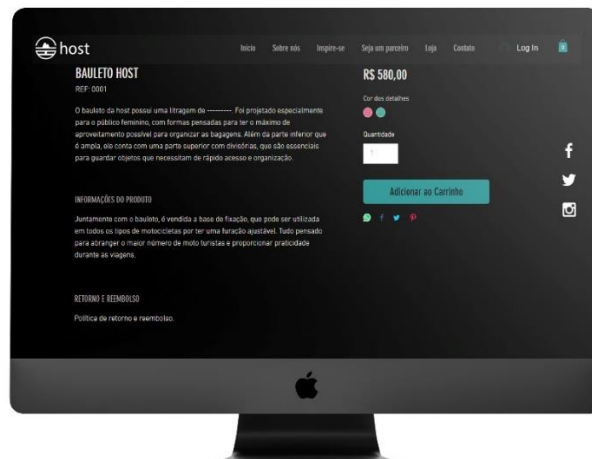 host
Início Sobre nós Inspire-se Seja um parceiro Loja Contato Log In
0
BAULETO HOST
REF: 0001
O bauleto da host possui uma litragem de ---------. Foi projetado especialmente
para o público feminino, com formas pensadas para ter o máximo de
aproveitamento possível para organizar as bagagens. Além da parte inferior que
é ampla, ele conta com uma parte superior com divisórias, que são essenciais
para guardar objetos que necessitam de rápido acesso e organização.
INFORMAÇÕES DO PRODUTO
Juntamente com o bauleto, é vendida a base de fixação, que pode ser utilizada
em todos os tipos de motocicletas por ter uma furação ajustável. Tudo pensado
para abranger o maior número de moto turistas e proporcionar praticidade
durante as viagens.
RETORNO E REEMBOLSO
Política de retorno e reembolso.
R$ 580,00
Cor dos detalhes
Quantidade
1
Adicionar ao Carrinho